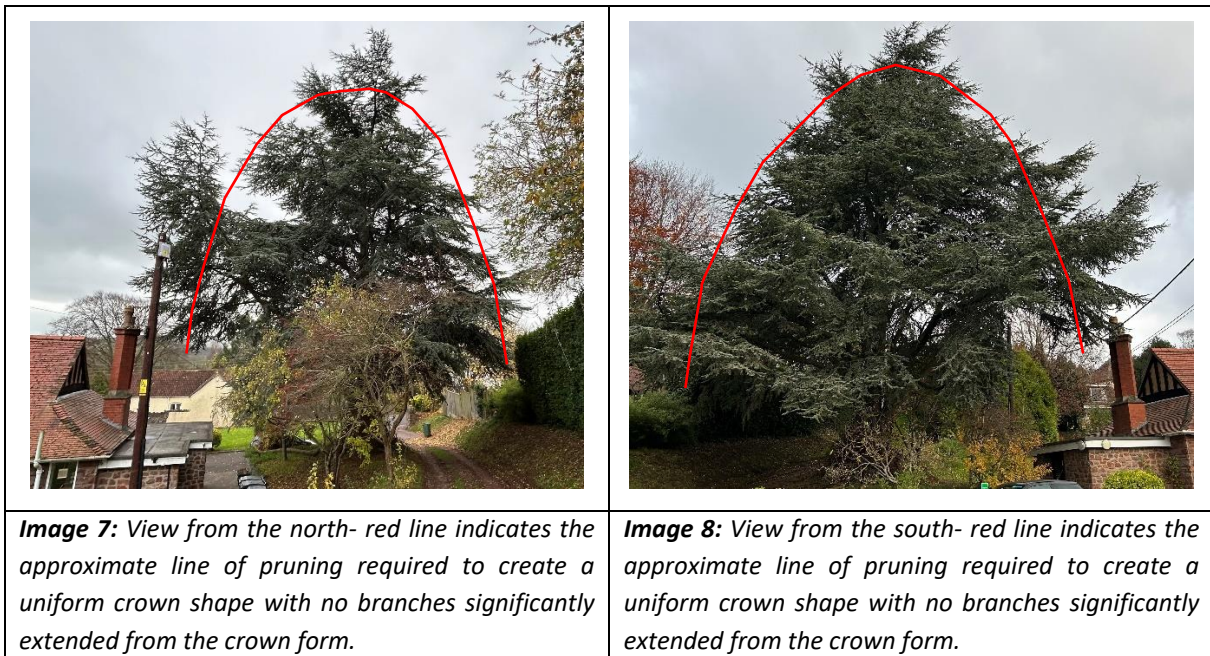 Image 7: View from the north- red line indicates the
approximate line of pruning required to create a
uniform crown shape with no branches significantly
extended from the crown form.
Image 8: View from the south- red line indicates the
approximate line of pruning required to create a
uniform crown shape with no branches significantly
extended from the crown form.